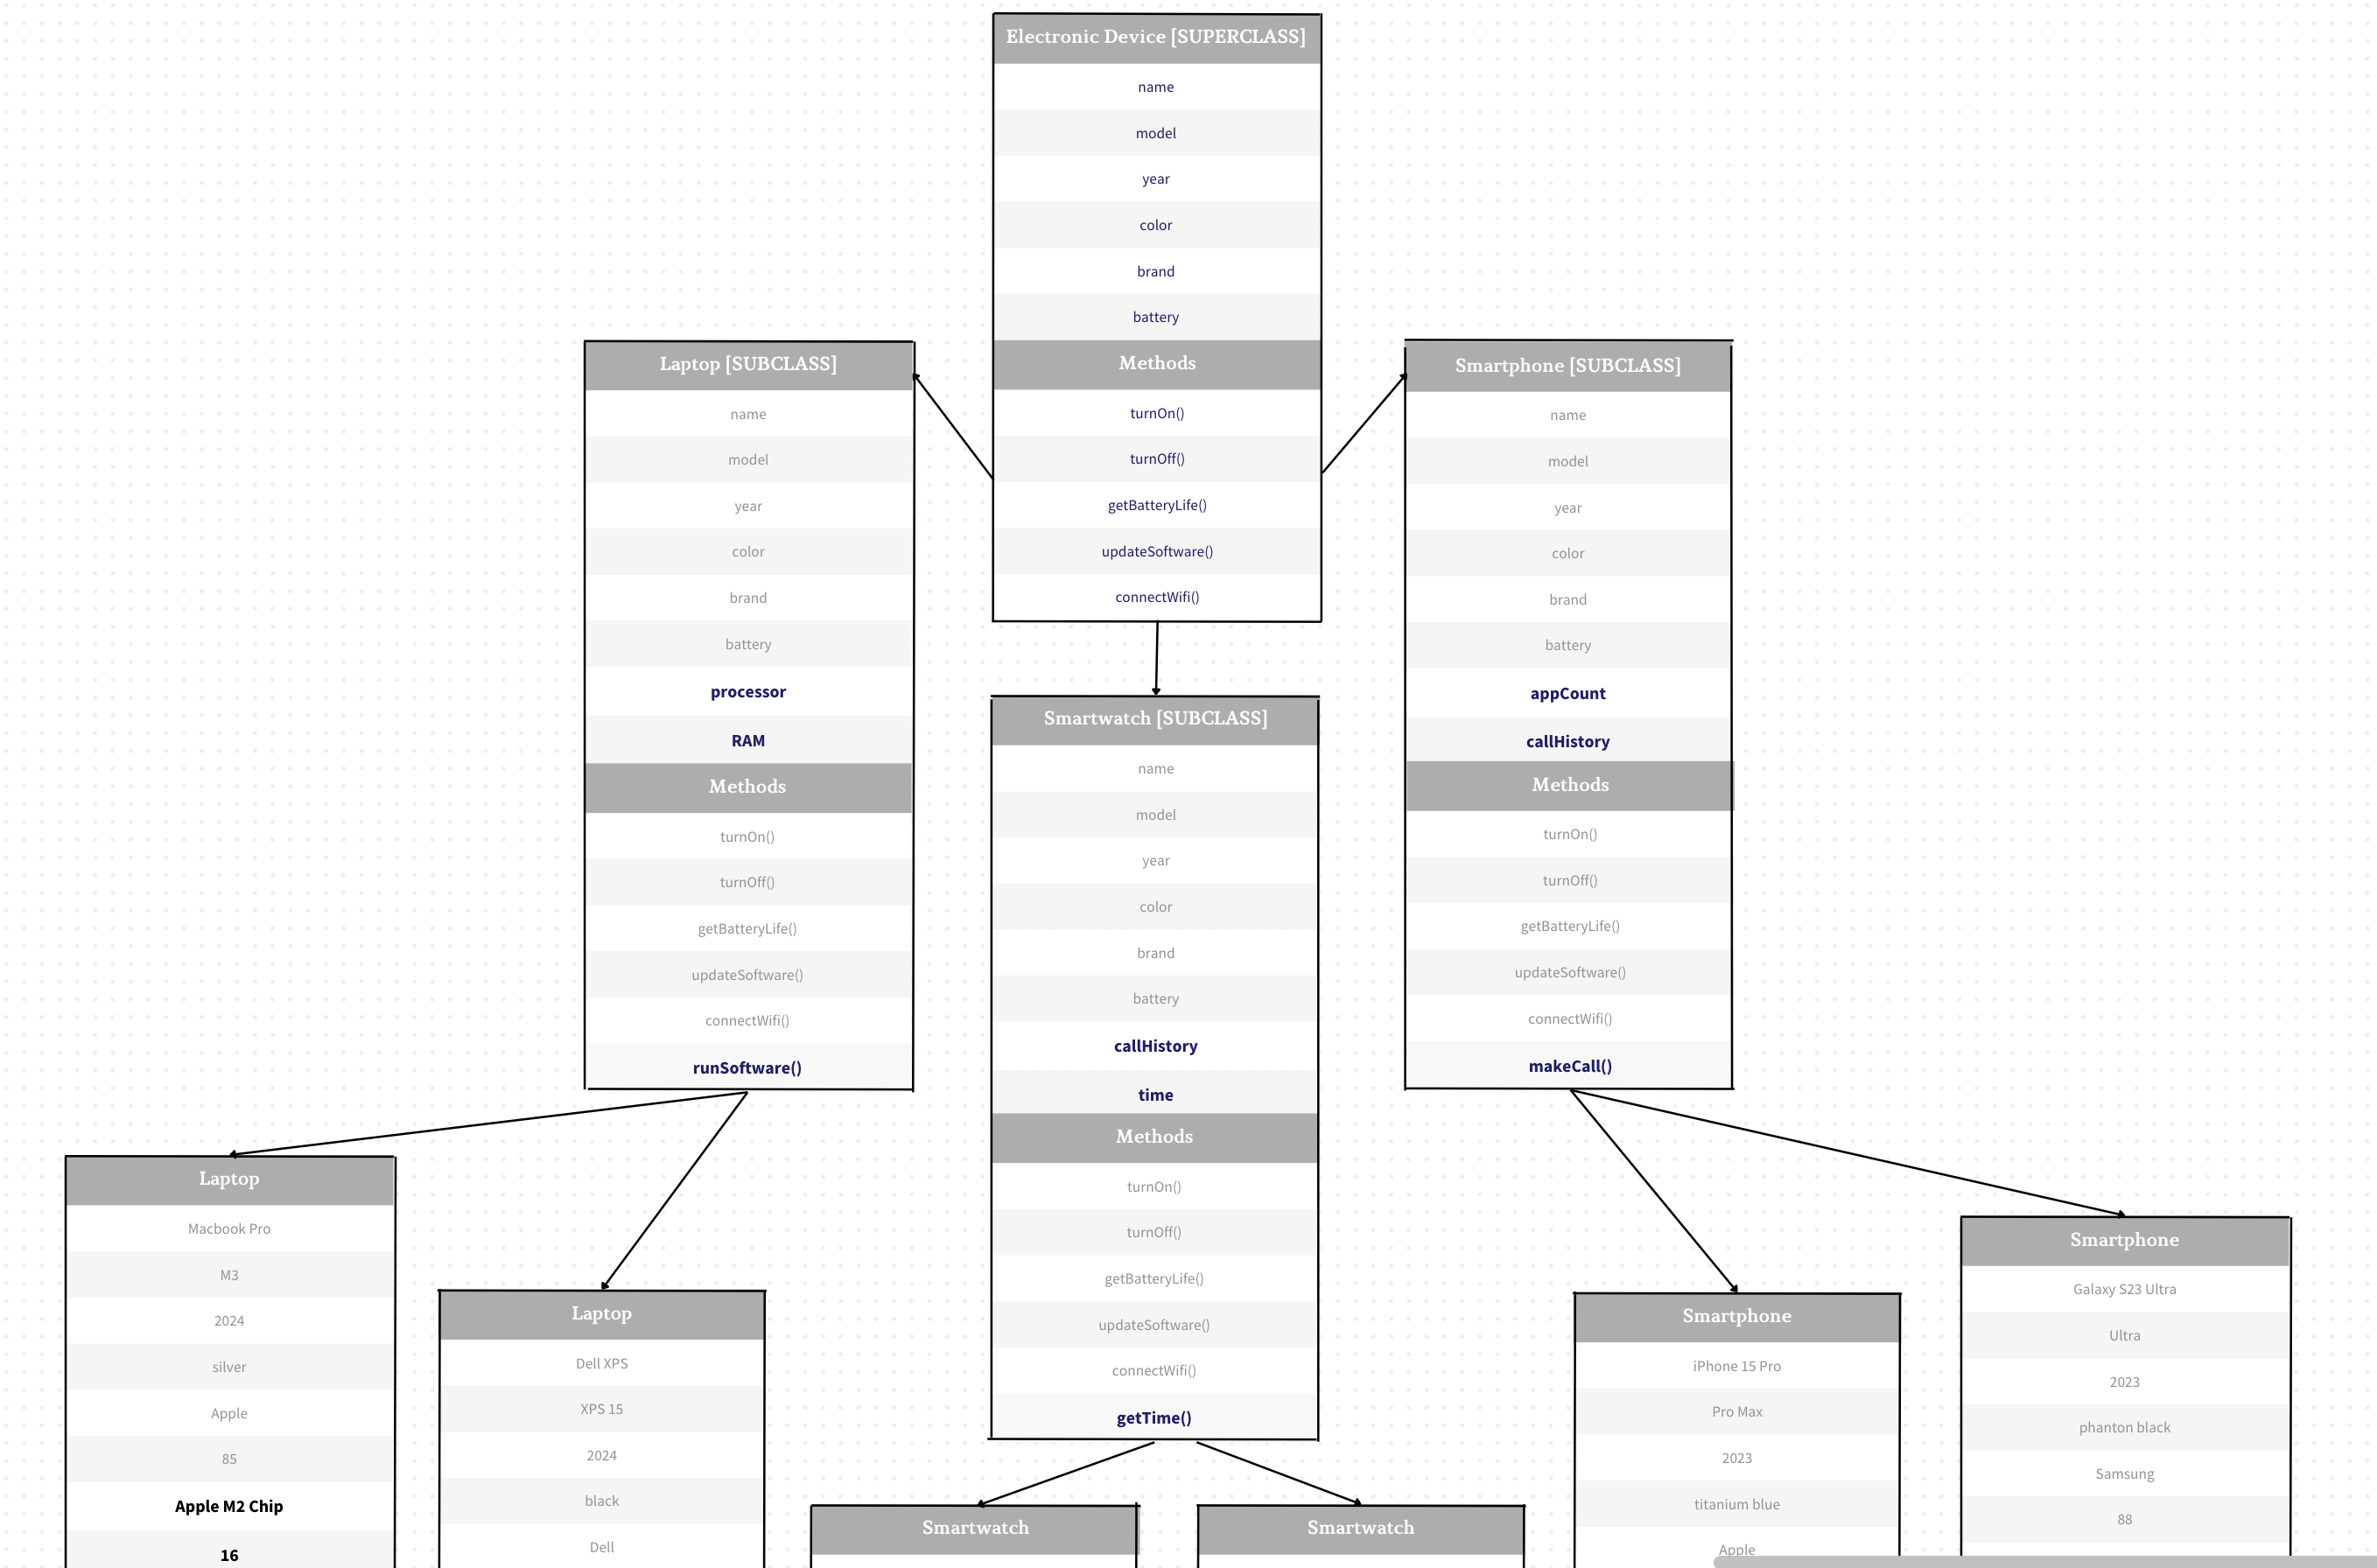 Electronic Device [SUPERCLASS]
name
model
year
color
brand
battery
Methods
turnOn()
turnOff()
getBatteryLife()
updateSoftware()
connectWifi()
Laptop [SUBCLASS]
name
model
year
color
brand
battery
processor
RAM
Methods
turnOn()
turnOff()
getBatteryLife()
updateSoftware()
connectWifi()
runSoftware()
Smartwatch [SUBCLASS]
name
model
year
color
brand
battery
callHistory
time
Methods
turnOn()
turnOff()
getBatteryLife()
updateSoftware()
connectWifi()
getTime()
Smartphone [SUBCLASS]
name
model
year
color
brand
battery
appCount
callHistory
Methods
turnOn()
turnOff()
getBatteryLife()
updateSoftware()
connectWifi()
makeCall()
Laptop
Macbook Pro
M3
2024
silver
Apple
85
Apple M2 Chip
16
Laptop
Dell XPS
XPS 15
2024
black
Dell
Smartwatch
Smartwatch
Smartphone
iPhone 15 Pro
Pro Max
2023
titanium blue
Apple
Smartphone
Galaxy S23 Ultra
Ultra
2023
phanton black
Samsung
88